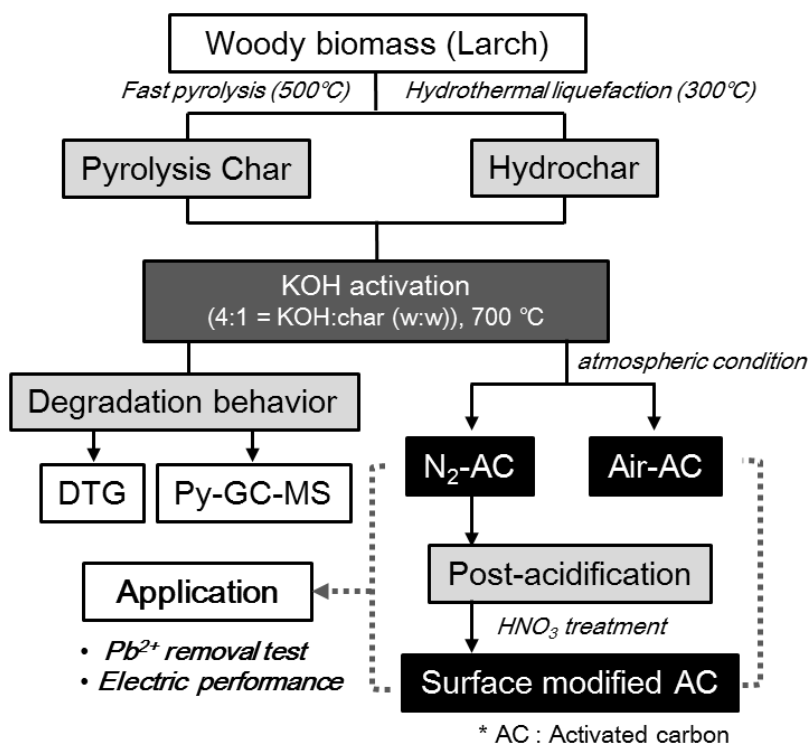 Woody biomass (Larch)
Fast pyrolysis (500℃)
Hydrothermal liquefaction (300℃)
Pyrolysis Char
Hydrochar
KOH activation
(4:1 = KOH:char (w:w)), 700 ℃
atmospheric condition
Degradation behavior
DTG
Py-GC-MS
N₂-AC
Air-AC
Post-acidification
HNO₃ treatment
Application
• Pb²⁺ removal test
• Electric performance
Surface modified AC
* AC : Activated carbon